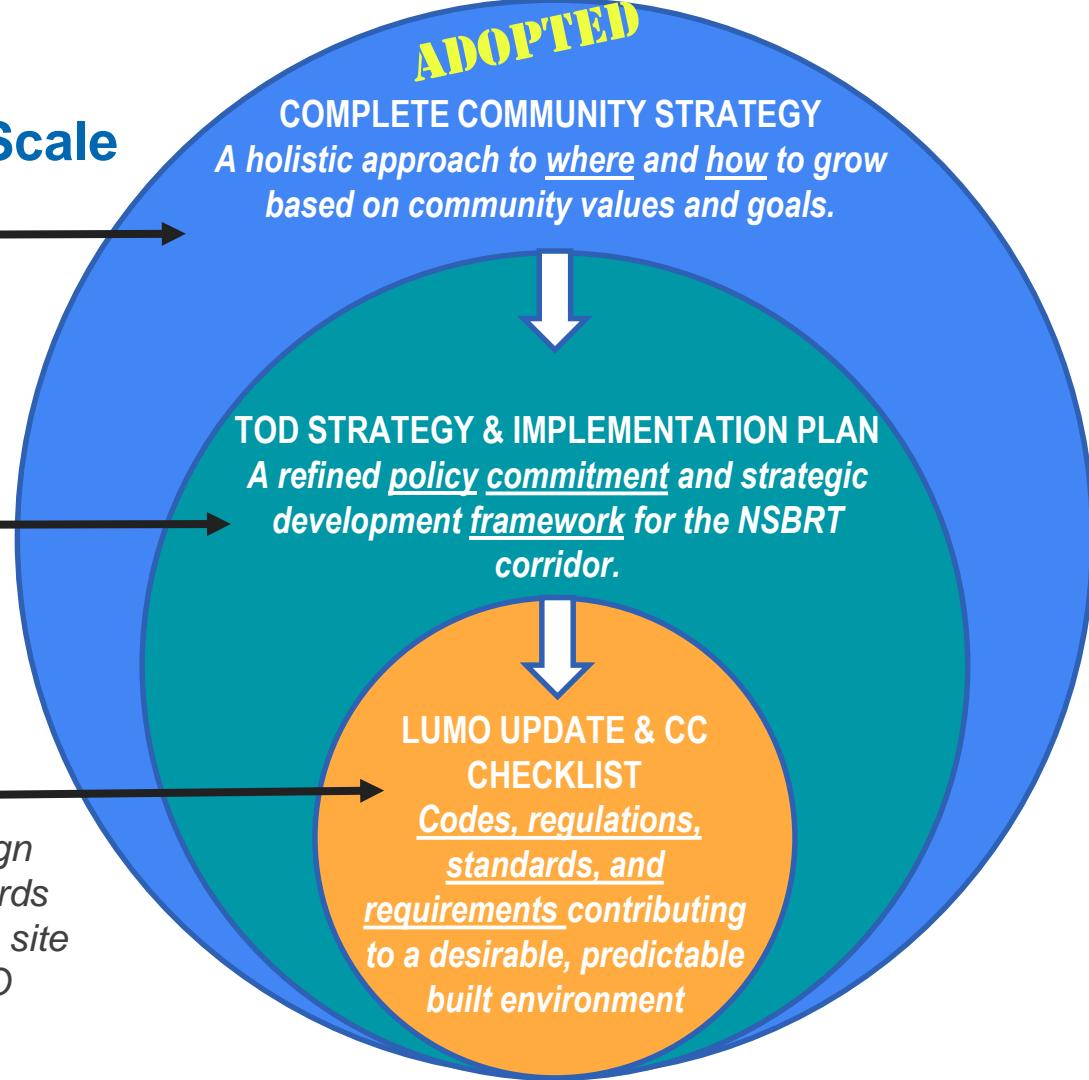 ADOPTED
COMPLETE COMMUNITY STRATEGY
Scale
A holistic approach to where and how to grow
based on community values and goals.
TOD STRATEGY & IMPLEMENTATION PLAN
A refined policy commitment and strategic
development framework for the NSBRT
corridor.
LUMO UPDATE & CC
CHECKLIST
Codes, regulations,
standards, and
requirements contributing
to a desirable, predictable
built environment
site